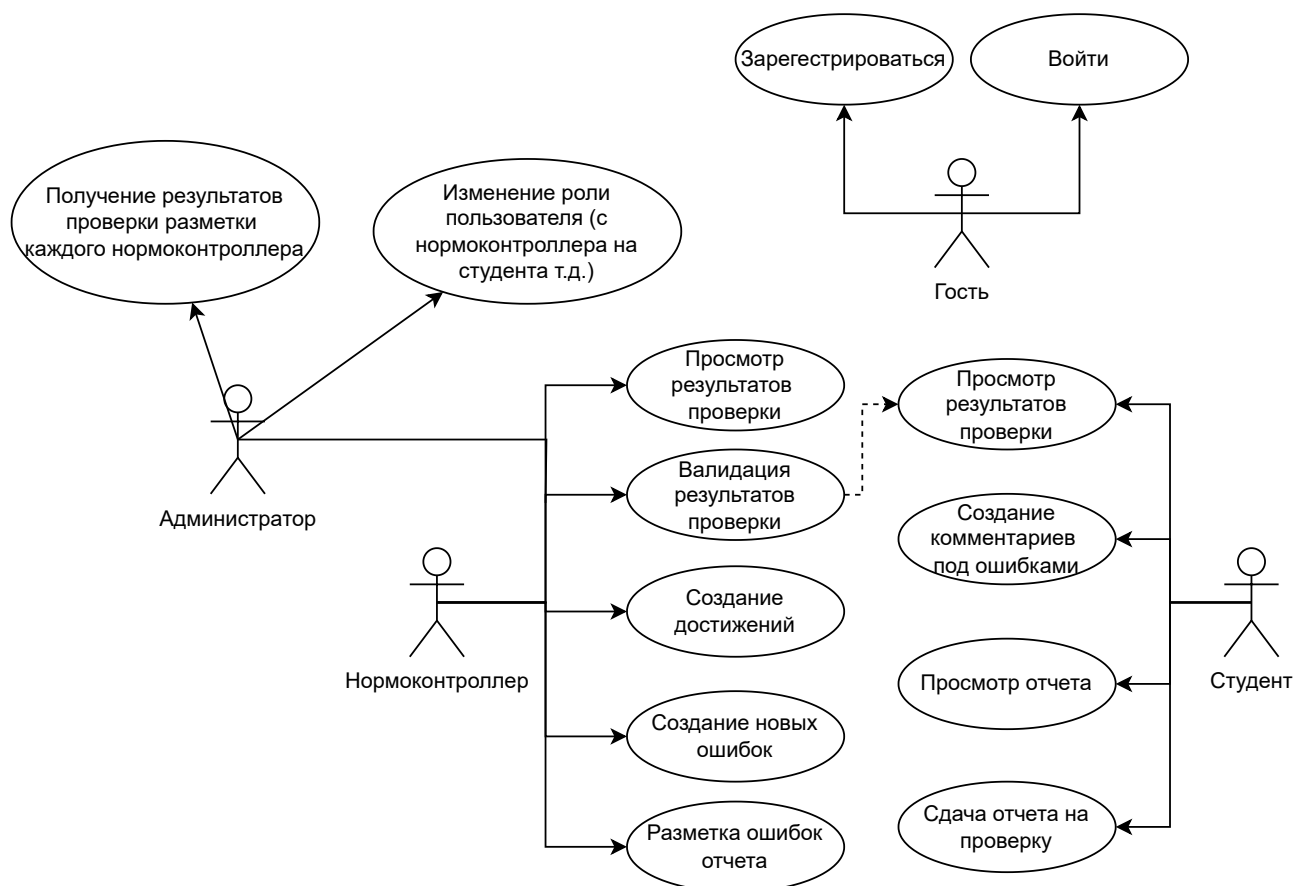 Зарегестрироваться
Войти
Гость
Получение результатов
проверки разметки
каждого нормоконтроллера
Изменение роли
пользователя (с
нормоконтроллера на
студента т.д.)
Администратор
Просмотр
результатов
проверки
Валидация
результатов
проверки
Нормоконтроллер
Создание
достижений
Создание новых
ошибок
Разметка ошибок
отчета
Просмотр
результатов
проверки
Создание
комментариев
под ошибками
Просмотр отчета
Сдача отчета на
проверку
Студент